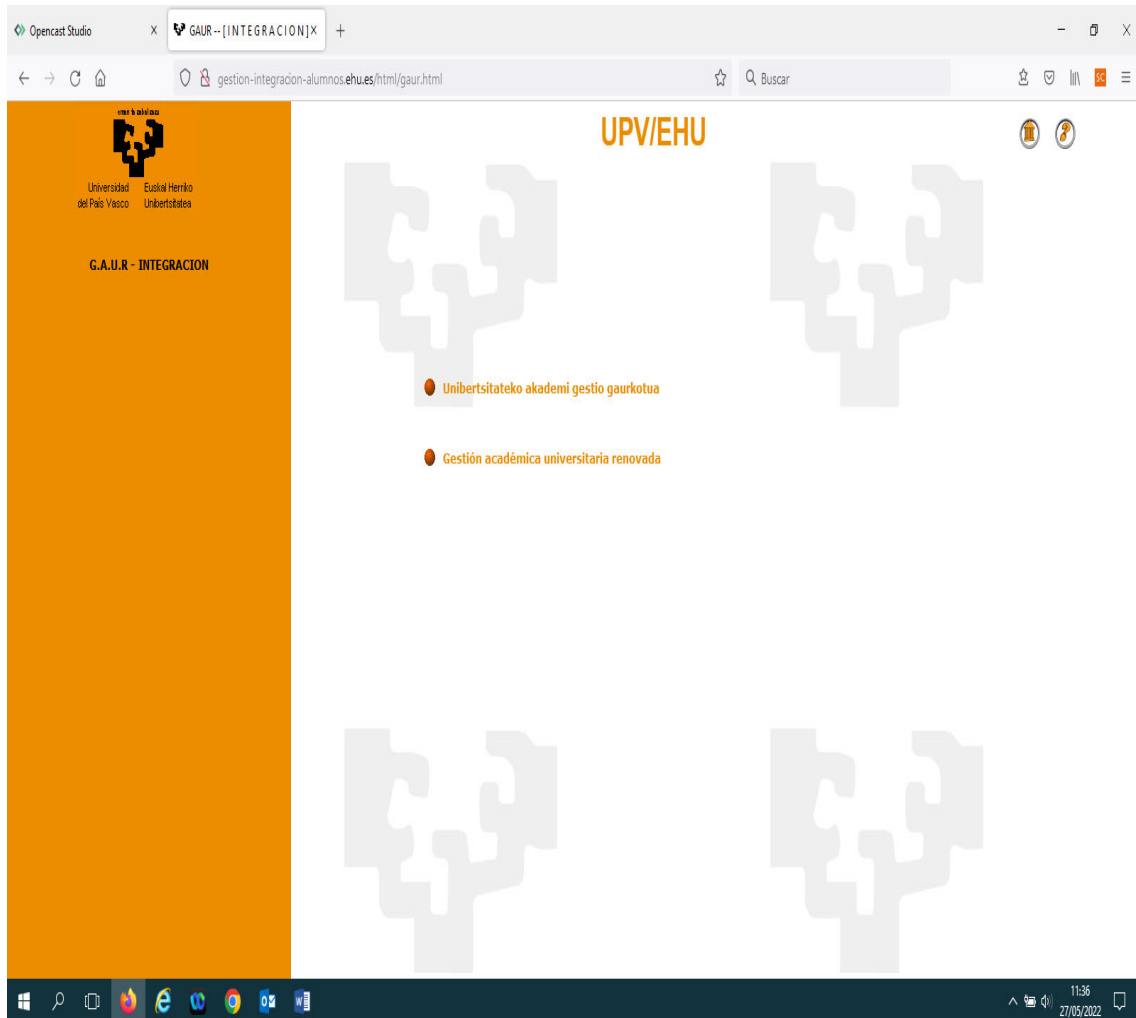 Opencast Studio
GAUR -- [ I N T E G R A C I O N ]
gestion-integracion-alumnos.ehu.es/html/gaur.html
Buscar
Universidad Euskal Herriko
del País Vasco Unibertsitatea
G.A.U.R - INTEGRACION
UPV/EHU
Unibertsitateko akademi gestio gaurkotua
Gestión académica universitaria renovada
11:36
27/05/2022